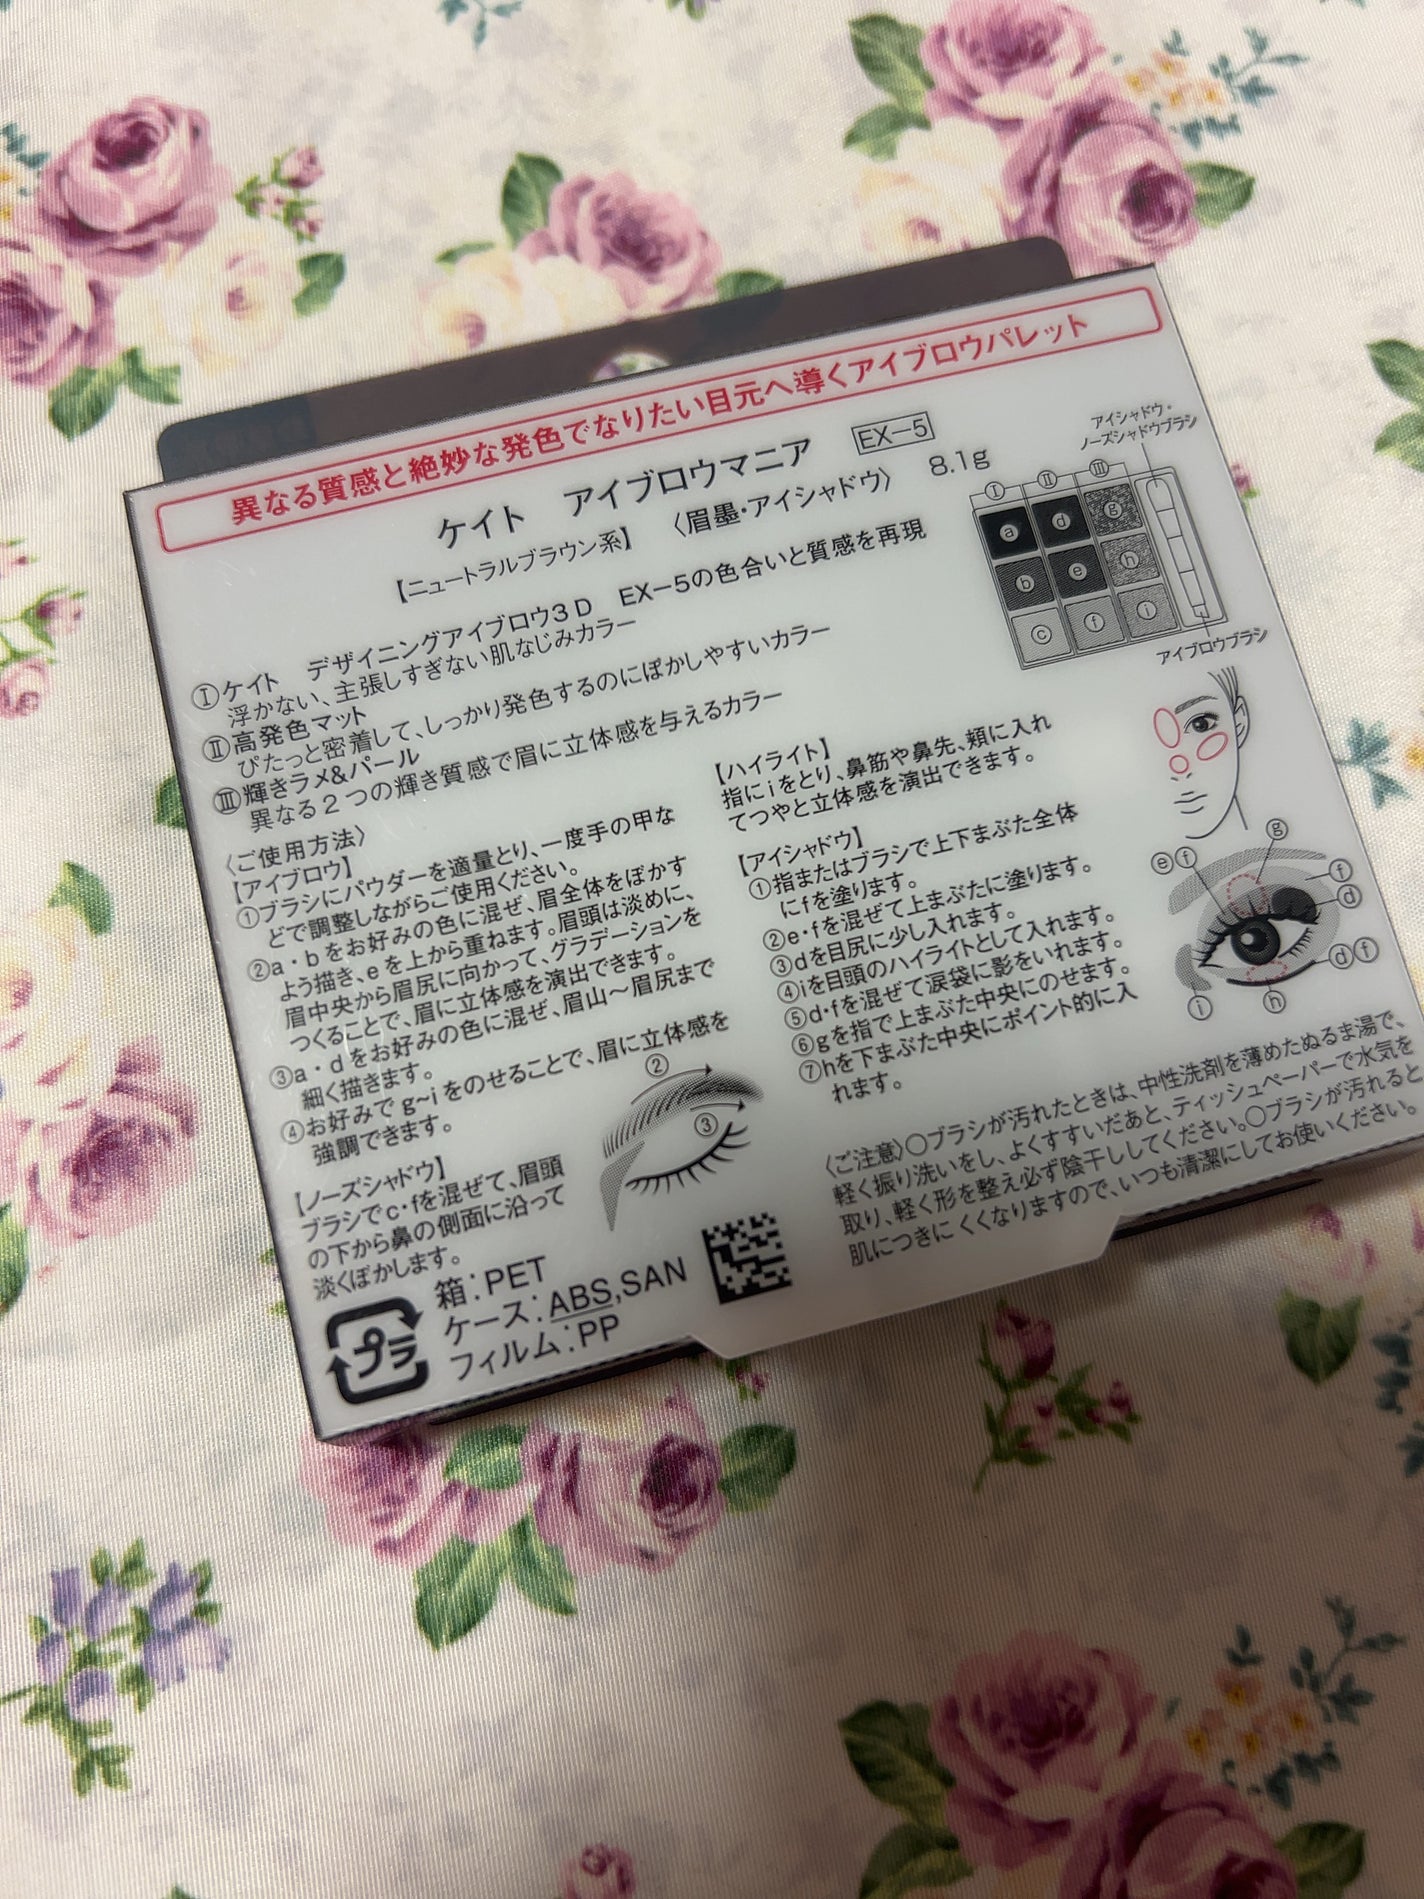 異なる質感と絶妙な発色でなりたい目元へ導くアイブロウパレット
ケイト アイブロウマニア EX-5
【ニュートラルブラウン系】 〈眉墨・アイシャドウ〉 8.1g
Ⅰケイト デザイニングアイブロウ3D EX-5の色合いと質感を再現
浮かない、主張しすぎない肌なじみカラー
Ⅱ高発色マット
ぴたっと密着して、しっかり発色するのにぼかしやすいカラー
Ⅲ輝きラメ&パール
異なる2つの輝き質感で眉に立体感を与えるカラー
アイシャドウ・
ノーズシャドウブラシ
Ⅰ Ⅱ Ⅲ
a d g
b e h
c f i
アイブロウブラシ
〈ご使用方法〉
【アイブロウ】
①ブラシにパウダーを適量とり、一度手の甲な
どで調整しながらご使用ください。
②a・bをお好みの色に混ぜ、眉全体をぼかす
よう描き、eを上から重ねます。眉頭は淡めに、
眉中央から眉尻に向かって、グラデーションを
つくることで、眉に立体感を演出できます。
③a・dをお好みの色に混ぜ、眉山～眉尻まで
細く描きます。
④お好みでg~iをのせることで、眉に立体感を
強調できます。
② ③
【ノーズシャドウ】
ブラシでc・fを混ぜて、眉頭
の下から鼻の側面に沿って
淡くぼかします。
【ハイライト】
指にiをとり、鼻筋や鼻先、頬に入れ
てつやと立体感を演出できます。
【アイシャドウ】
①指またはブラシで上下まぶた全体
にfを塗ります。
②e・fを混ぜて上まぶたに塗ります。
③dを目尻に少し入れます。
④iを目頭のハイライトとして入れます。
⑤d・fを混ぜて涙袋に影をいれます。
⑥gを指で上まぶた中央にのせます。
⑦hを下まぶた中央にポイント的に入
れます。
g
e f
f
d
d f
h
i
〈ご注意〉○ブラシが汚れたときは、中性洗剤を薄めたぬるま湯で、
軽く振り洗いをし、よくすすいだあと、ティッシュペーパーで水気を
取り、軽く形を整え必ず陰干ししてください。○ブラシが汚れると
肌につきにくくなりますので、いつも清潔にしてお使いください。
プラ
箱:PET
ケース:ABS,SAN
フィルム:PP